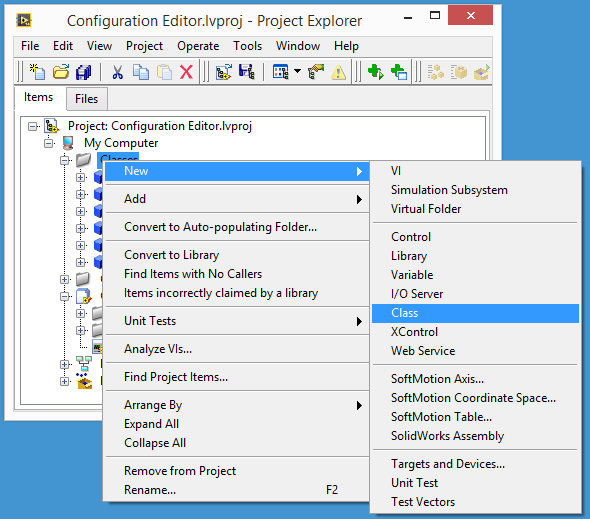 Configuration Editor.lvproj - Project Explorer
File Edit View Project Operate Tools Window Help
Items Files
Project: Configuration Editor.lvproj
My Computer
Classes
New
Add
Convert to Auto-populating Folder...
Convert to Library
Find Items with No Callers
Items incorrectly claimed by a library
Unit Tests
Analyze VIs...
Find Project Items...
Arrange By
Expand All
Collapse All
Remove from Project
Rename... F2
VI
Simulation Subsystem
Virtual Folder
Control
Library
Variable
I/O Server
Class
XControl
Web Service
SoftMotion Axis...
SoftMotion Coordinate Space...
SoftMotion Table...
SolidWorks Assembly
Targets and Devices...
Unit Test
Test Vectors